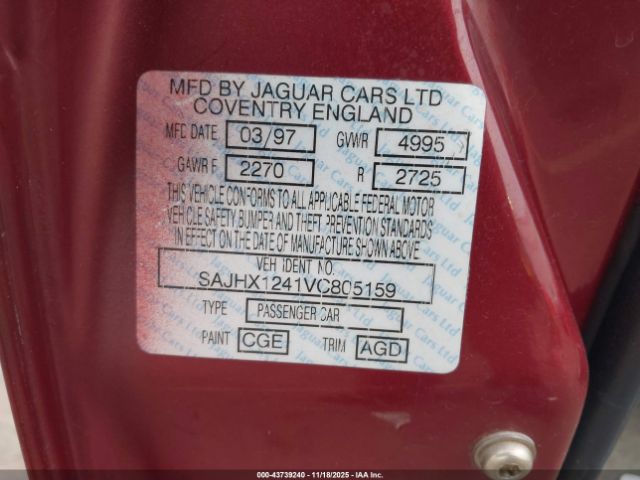 MFD BY JAGUAR CARS LTD
COVENTRY ENGLAND
MFD DATE 03/97 GVWR 4995
GAWR F 2270 R 2725
THIS VEHICLE CONFORMS TO ALL APPLICABLE FEDERAL MOTOR
VEHICLE SAFETY, BUMPER AND THEFT PREVENTION STANDARDS
IN EFFECT ON THE DATE OF MANUFACTURE SHOWN ABOVE
VEH IDENT NO.
SAJHX1241VC805159
TYPE PASSENGER CAR
PAINT CGE TRIM AGD
000-43739240 - 11/18/2025 - IAA Inc.